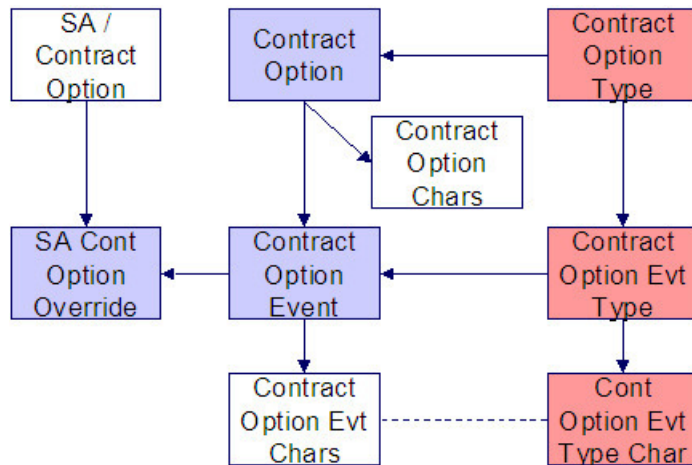 SA /
Contract
Option
Contract
Option
Contract
Option
Type
Contract
Option
Chars
SA Cont
Option
Override
Contract
Option
Event
Contract
Option Evt
Type
Contract
Option Evt
Chars
Cont
Option Evt
Type Char